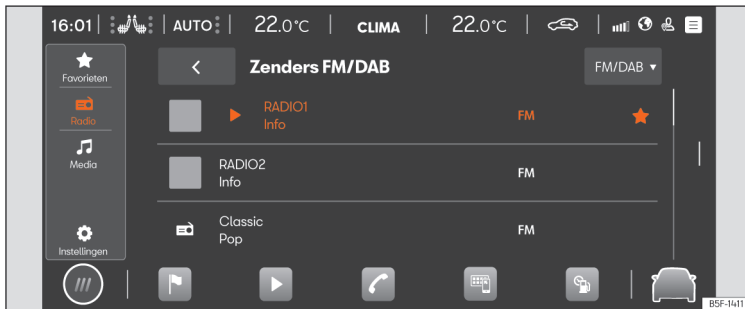 16:01 AUTO 22.0°C CLIMA 22.0°C
Favorieten
Radio
Media
Instellingen
Zenders FM/DAB FM/DAB
RADIO1
Info
FM
RADIO2
Info
FM
Classic
Pop
FM
B5F-1411